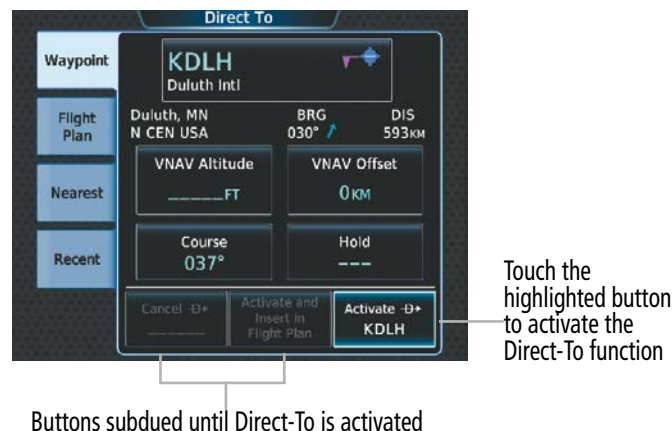 Direct To
Waypoint
KDLH
Duluth Intl
Flight
Plan
Duluth, MN
N CEN USA
BRG
030°
DIS
593KM
VNAV Altitude
_____FT
VNAV Offset
0KM
Nearest
Course
037°
Hold
---
Recent
Cancel -D→
_____
Activate and
Insert in
Flight Plan
Activate -D→
KDLH
Touch the
highlighted button
to activate the
Direct-To function
Buttons subdued until Direct-To is activated